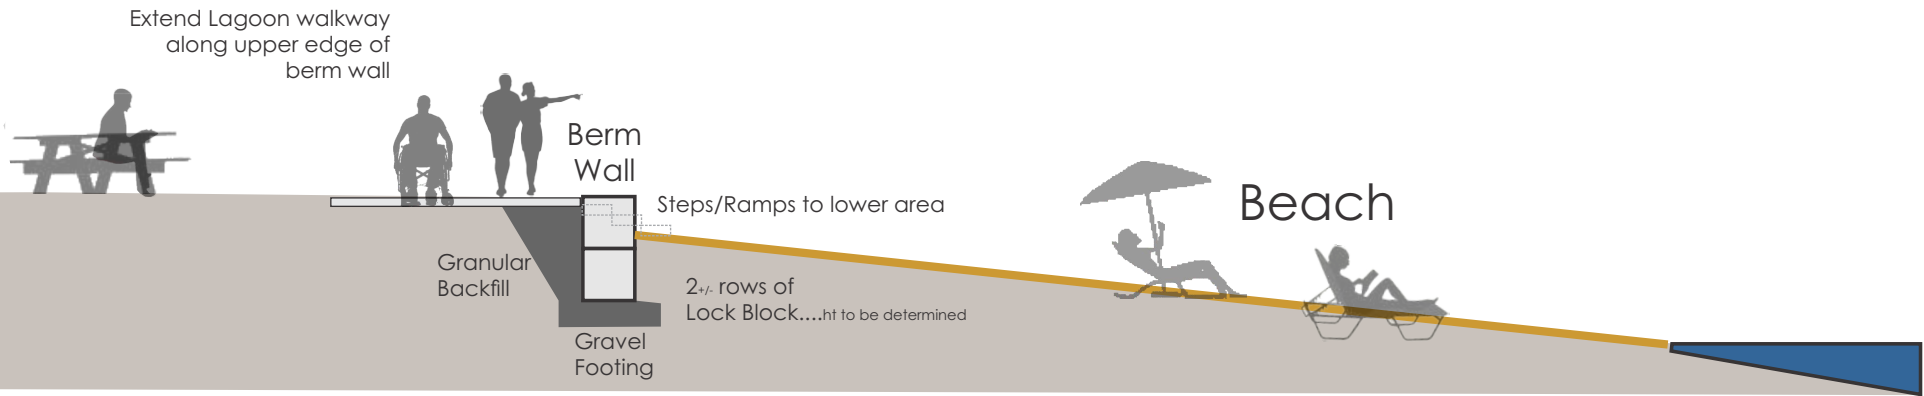 Extend Lagoon walkway
along upper edge of
berm wall
Berm
Wall
Steps/Ramps to lower area
Beach
Granular
Backfill
2+/- rows of
Lock Block....ht to be determined
Gravel
Footing